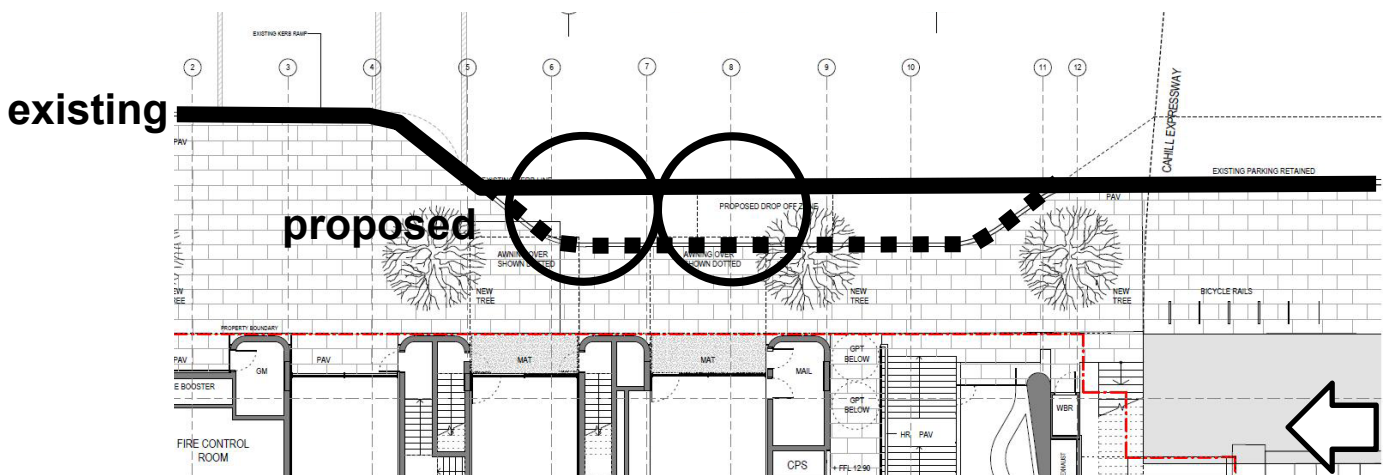 EXISTING KERB RAMP
2 3 4 5 6 7 8 9 10 11 12
existing
PAV
CAHILL EXPRESSWAY
EXISTING PARKING RETAINED
EXISTING KERB LINE
PROPOSED DROP OFF ZONE
PAV
proposed
AWNING OVER
SHOWN DOTTED
AWNING OVER
SHOWN DOTTED
NEW
TREE
NEW
TREE
NEW
TREE
NEW
TREE
BICYCLE RAILS
PROPERTY BOUNDARY
PAV
GM
PAV
MAT
MAT
MAIL
GPT
BELOW
GPT
BELOW
E BOOSTER
WBR
FIRE CONTROL
ROOM
HR
PAV
CPS
+ FFL 12.90